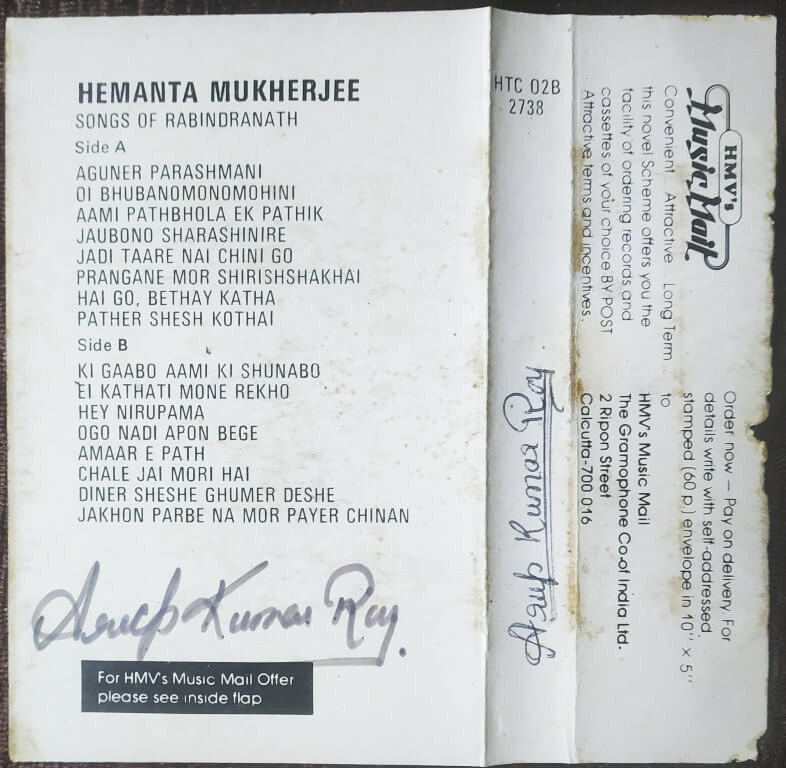 HEMANTA MUKHERJEE
SONGS OF RABINDRANATH
Side A
AGUNER PARASHMANI
OI BHUBANOMONOMOHINI
AAMI PATHBHOLA EK PATHIK
JAUBONO SHARASHINIRE
JADI TAARE NAI CHINI GO
PRANGANE MOR SHIRISHSHAKHAI
HAI GO, BETHAY KATHA
PATHER SHESH KOTHAI
Side B
KI GAABO AAMI KI SHUNABO
EI KATHATI MONE REKHO
HEY NIRUPAMA
OGO NADI APON BEGE
AMAAR E PATH
CHALE JAI MORI HAI
DINER SHESHE GHUMER DESHE
JAKHON PARBE NA MOR PAYER CHINAN
Anup Kumar Roy.
For HMV's Music Mail Offer
please see inside flap
HTC 02B
2738
Anup Kumar Roy
HMV's
Music Mail
Convenient... Attractive... Long Term...
this novel Scheme offers you the
facility of ordering records and
cassettes of your choice BY POST
Attractive terms and incentives.
Order now — Pay on delivery. For
details write with self-addressed,
stamped (60 p.) envelope in 10" × 5"
to
HMV's Music Mail
The Gramophone Co of India Ltd.
2 Ripon Street
Calcutta-700 016